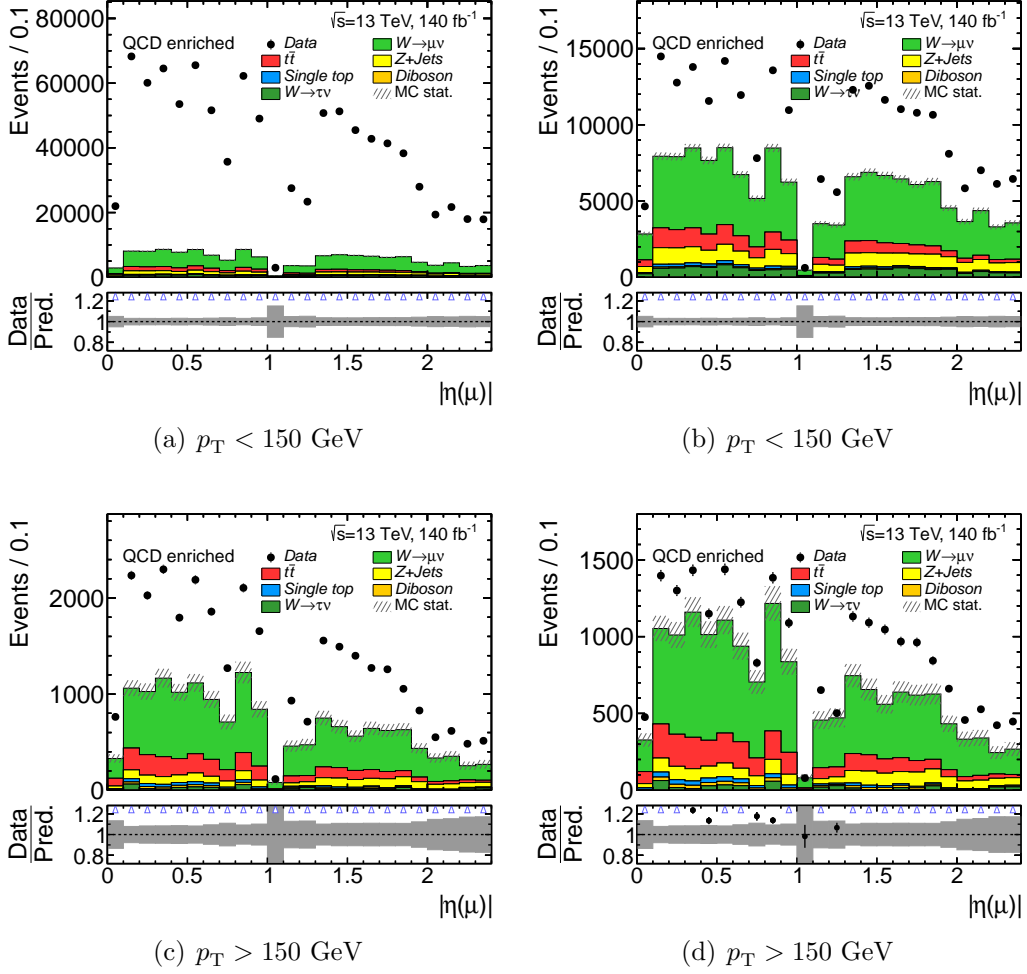 √s=13 TeV, 140 fb⁻¹
QCD enriched
Data
W→μν
tt̄
Z+Jets
Single top
Diboson
W→τν
MC stat.
Events / 0.1
80000
60000
40000
20000
0
Data
Pred.
1.2
1
0.8
0 0.5 1 1.5 2
|η(μ)|
(a) pT < 150 GeV
√s=13 TeV, 140 fb⁻¹
QCD enriched
Data
W→μν
tt̄
Z+Jets
Single top
Diboson
W→τν
MC stat.
Events / 0.1
15000
10000
5000
0
Data
Pred.
1.2
1
0.8
0 0.5 1 1.5 2
|η(μ)|
(b) pT < 150 GeV
√s=13 TeV, 140 fb⁻¹
QCD enriched
Data
W→μν
tt̄
Z+Jets
Single top
Diboson
W→τν
MC stat.
Events / 0.1
2000
1000
0
Data
Pred.
1.2
1
0.8
0 0.5 1 1.5 2
|η(μ)|
(c) pT > 150 GeV
√s=13 TeV, 140 fb⁻¹
QCD enriched
Data
W→μν
tt̄
Z+Jets
Single top
Diboson
W→τν
MC stat.
Events / 0.1
1500
1000
500
0
Data
Pred.
1.2
1
0.8
0 0.5 1 1.5 2
|η(μ)|
(d) pT > 150 GeV